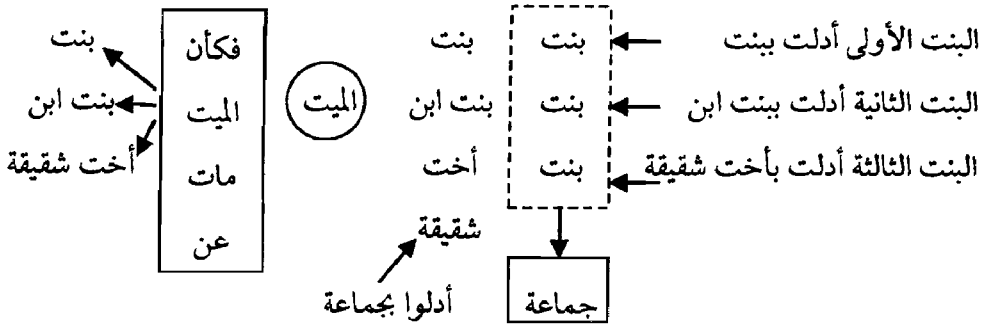 البنت الأولى أدلت ببنت بنت بنت فكأن بنت
البنت الثانية أدلت ببنت ابن بنت بنت ابن الميت الميت بنت ابن
البنت الثالثة أدلت بأخت شقيقة بنت أخت مات أخت شقيقة
شقيقة عن
جماعة أدلوا بجماعة